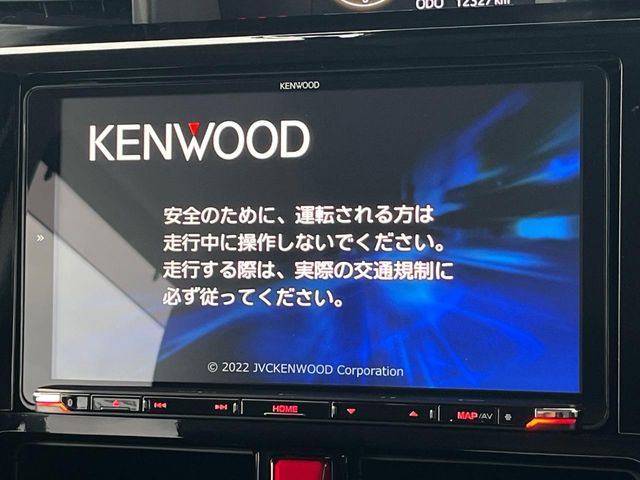 ODO 12327 km
KENWOOD
KENWOOD
安全のために、運転される方は
走行中に操作しないでください。
走行する際は、実際の交通規制に
必ず従ってください。
© 2022 JVCKENWOOD Corporation
HOME
MAP/AV